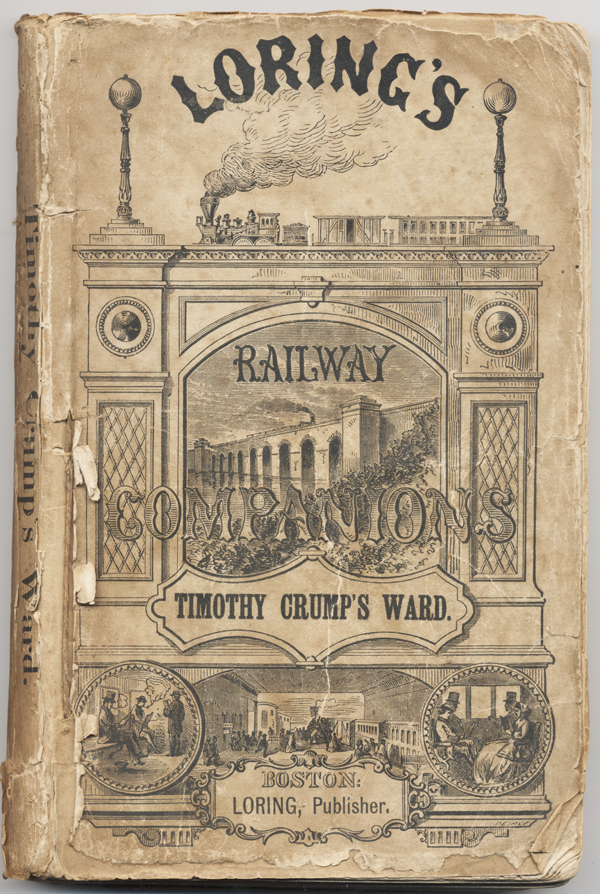 LORING'S
RAILWAY
COMPANIONS
TIMOTHY CRUMP'S WARD.
BOSTON:
LORING, Publisher.
Timothy Crump's Ward.